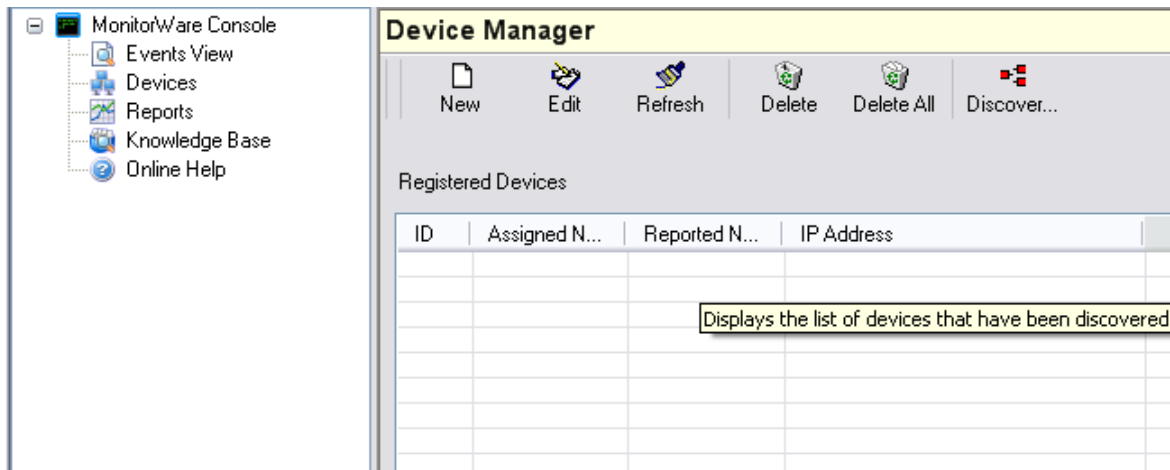 MonitorWare Console
Events View
Devices
Reports
Knowledge Base
Online Help
Device Manager
New Edit Refresh Delete Delete All Discover...
Registered Devices
ID Assigned N... Reported N... IP Address
Displays the list of devices that have been discovered